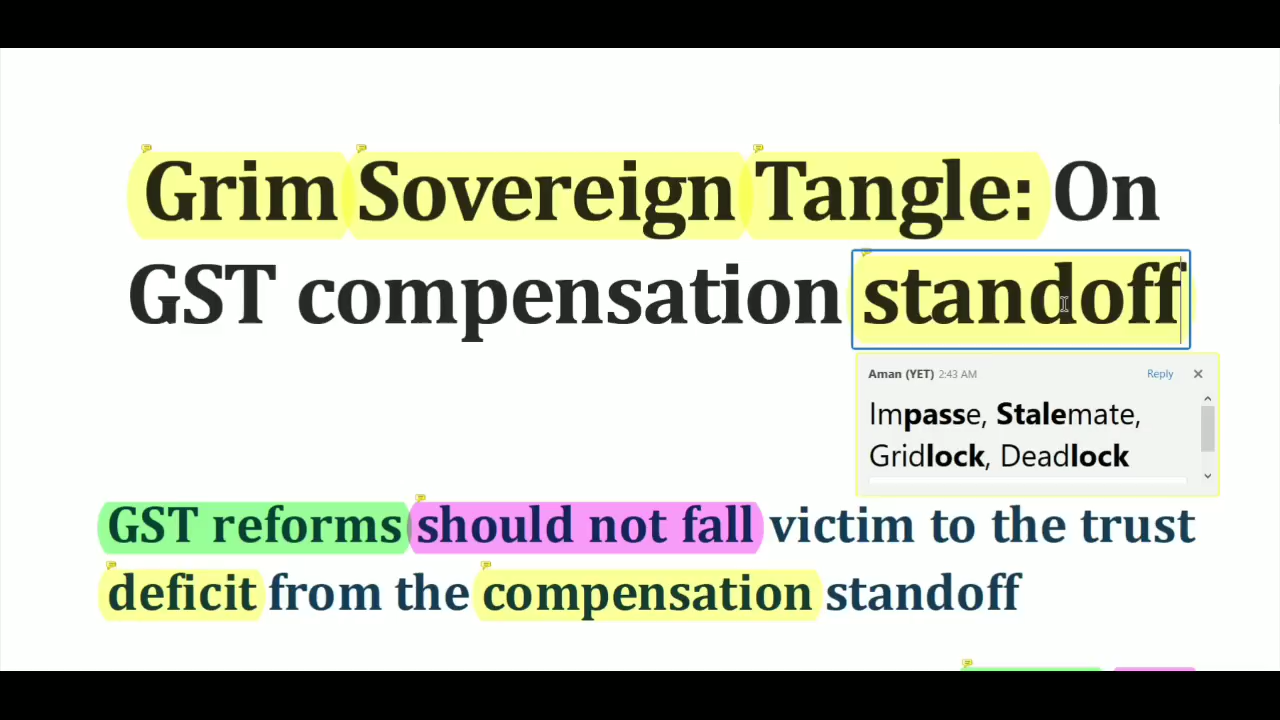 Grim Sovereign Tangle: On
GST compensation standoff
Aman (YET) 2:43 AM Reply
Impasse, Stalemate,
Gridlock, Deadlock
GST reforms should not fall victim to the trust
deficit from the compensation standoff